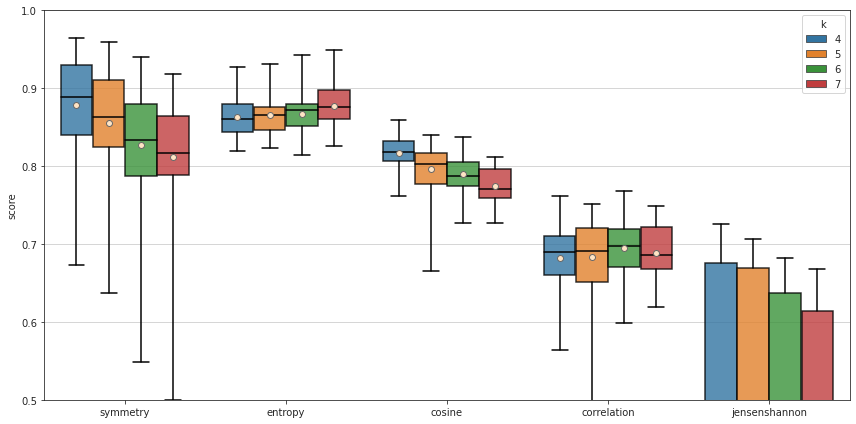 1.0
0.9
0.8
0.7
0.6
0.5
score
symmetry
entropy
cosine
correlation
jensenshannon
k
4
5
6
7